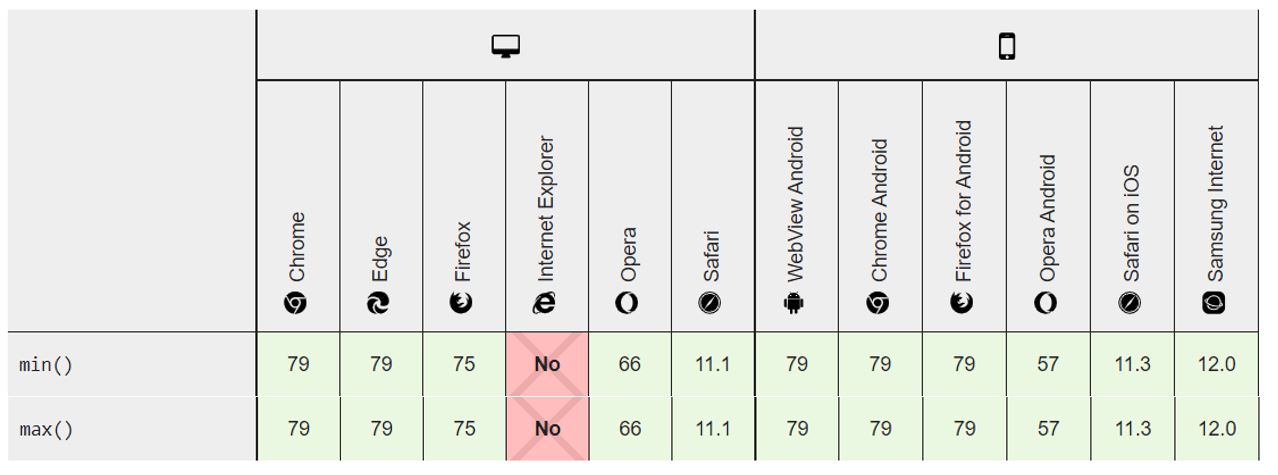 Chrome Edge Firefox Internet Explorer Opera Safari WebView Android Chrome Android Firefox for Android Opera Android Safari on iOS Samsung Internet
min() 79 79 75 No 66 11.1 79 79 79 57 11.3 12.0
max() 79 79 75 No 66 11.1 79 79 79 57 11.3 12.0